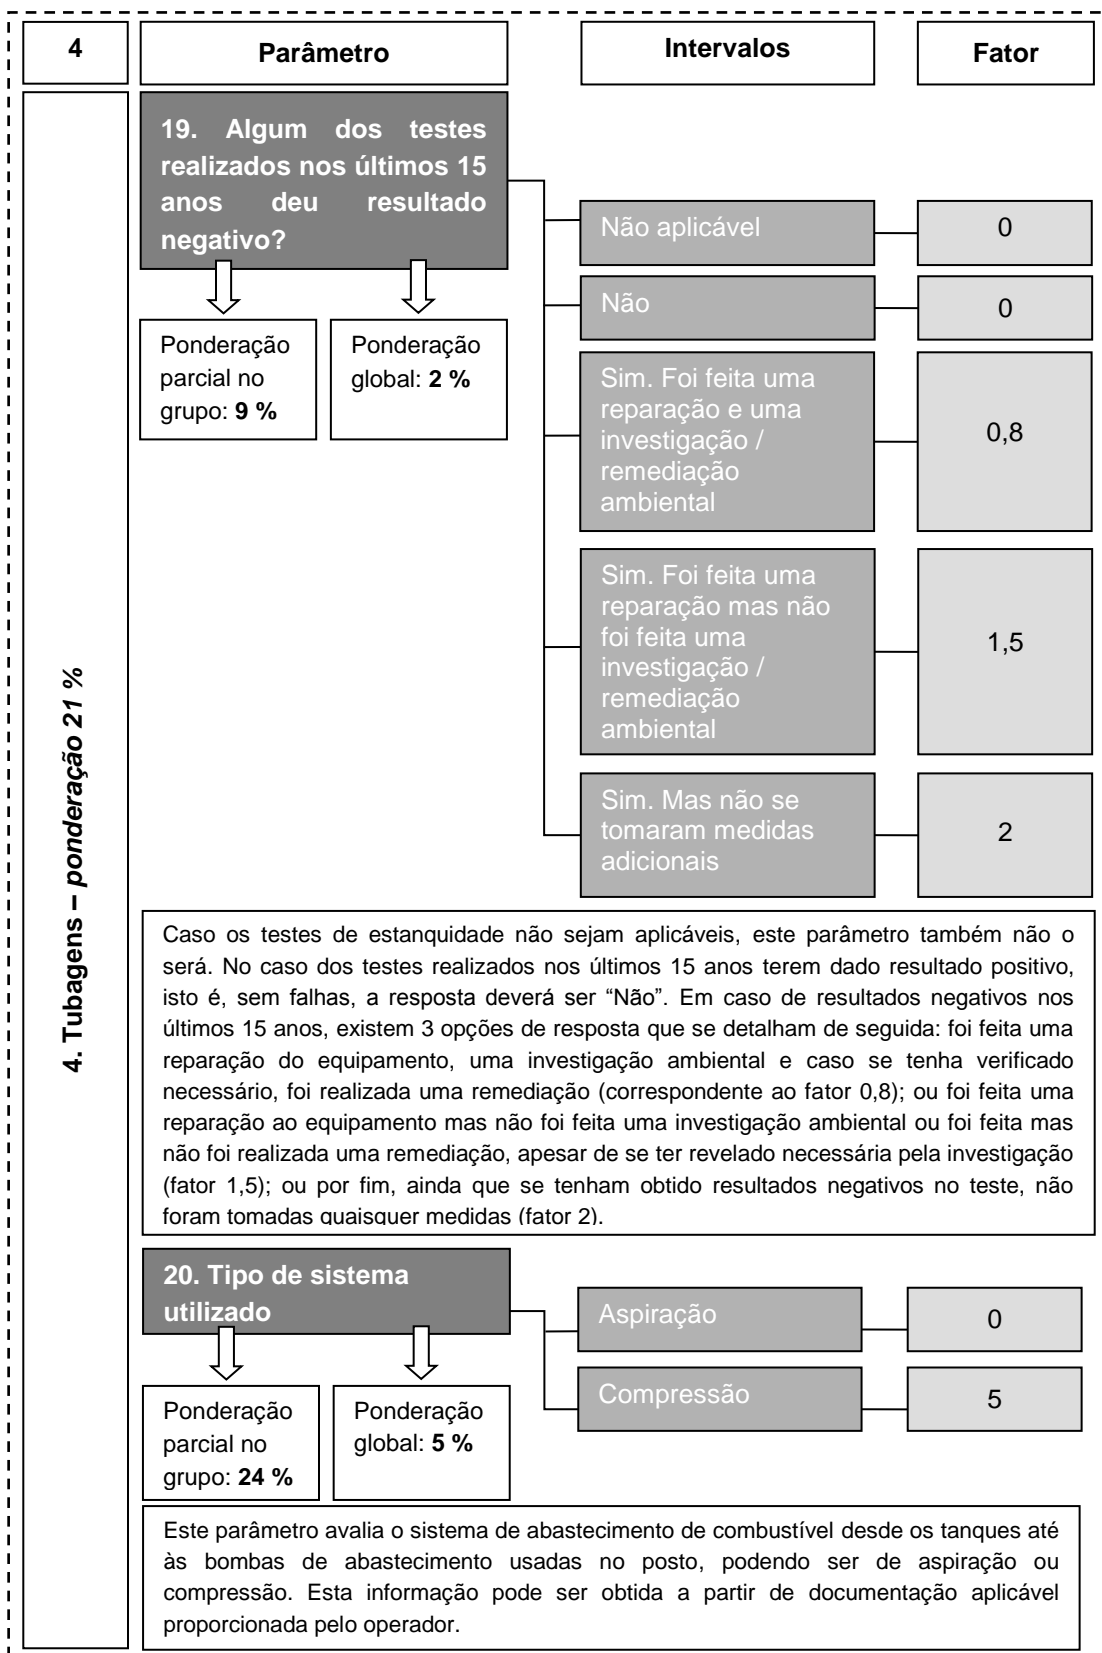 4
Parâmetro
Intervalos
Fator
4. Tubagens – ponderação 21 %
19. Algum dos testes
realizados nos últimos 15
anos deu resultado
negativo?
Ponderação
parcial no
grupo: 9 %
Ponderação
global: 2 %
Não aplicável
0
Não
0
Sim. Foi feita uma
reparação e uma
investigação /
remediação
ambiental
0,8
Sim. Foi feita uma
reparação mas não
foi feita uma
investigação /
remediação
ambiental
1,5
Sim. Mas não se
tomaram medidas
adicionais
2
Caso os testes de estanquidade não sejam aplicáveis, este parâmetro também não o
será. No caso dos testes realizados nos últimos 15 anos terem dado resultado positivo,
isto é, sem falhas, a resposta deverá ser “Não”. Em caso de resultados negativos nos
últimos 15 anos, existem 3 opções de resposta que se detalham de seguida: foi feita uma
reparação do equipamento, uma investigação ambiental e caso se tenha verificado
necessário, foi realizada uma remediação (correspondente ao fator 0,8); ou foi feita uma
reparação ao equipamento mas não foi feita uma investigação ambiental ou foi feita mas
não foi realizada uma remediação, apesar de se ter revelado necessária pela investigação
(fator 1,5); ou por fim, ainda que se tenham obtido resultados negativos no teste, não
foram tomadas quaisquer medidas (fator 2).
20. Tipo de sistema
utilizado
Ponderação
parcial no
grupo: 24 %
Ponderação
global: 5 %
Aspiração
0
Compressão
5
Este parâmetro avalia o sistema de abastecimento de combustível desde os tanques até
às bombas de abastecimento usadas no posto, podendo ser de aspiração ou
compressão. Esta informação pode ser obtida a partir de documentação aplicável
proporcionada pelo operador.